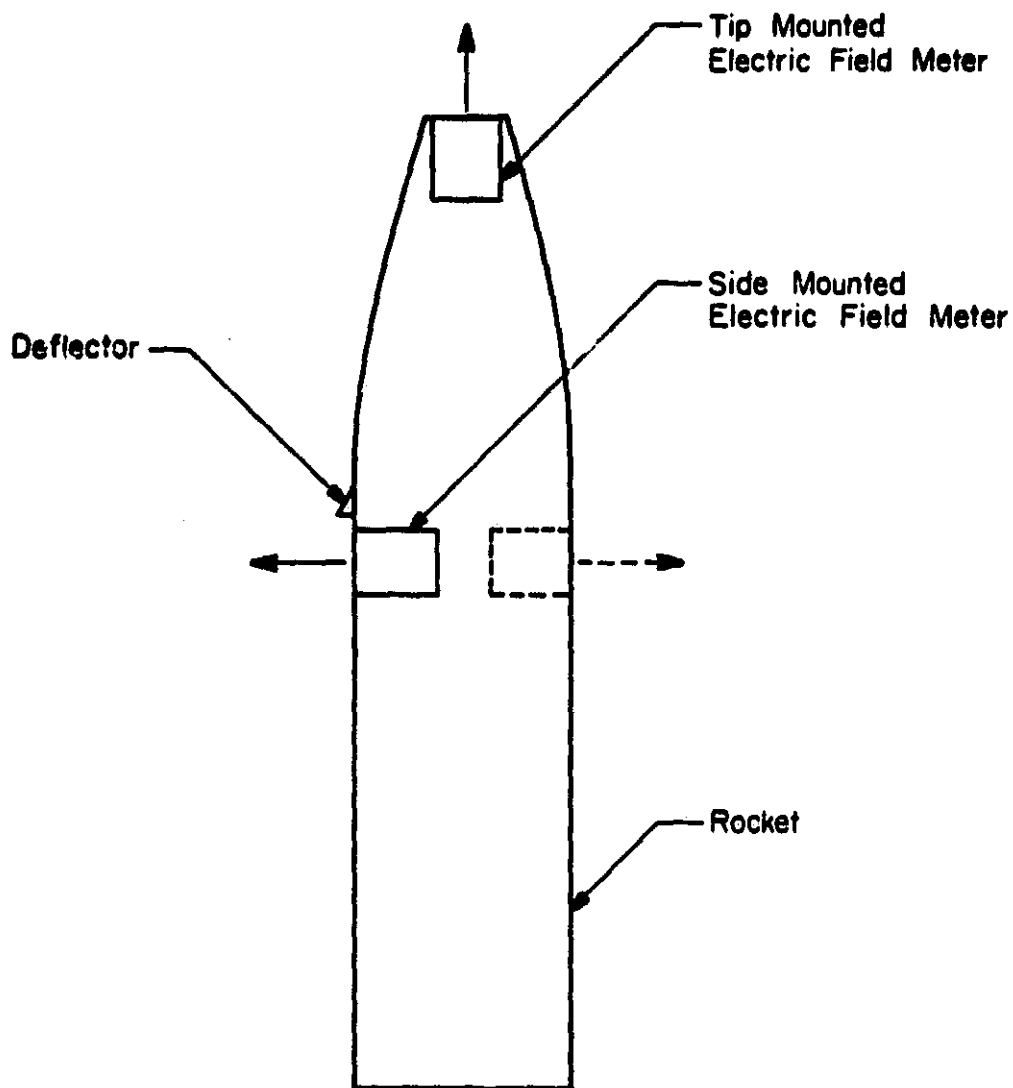 Tip Mounted
Electric Field Meter
Side Mounted
Electric Field Meter
Deflector
Rocket